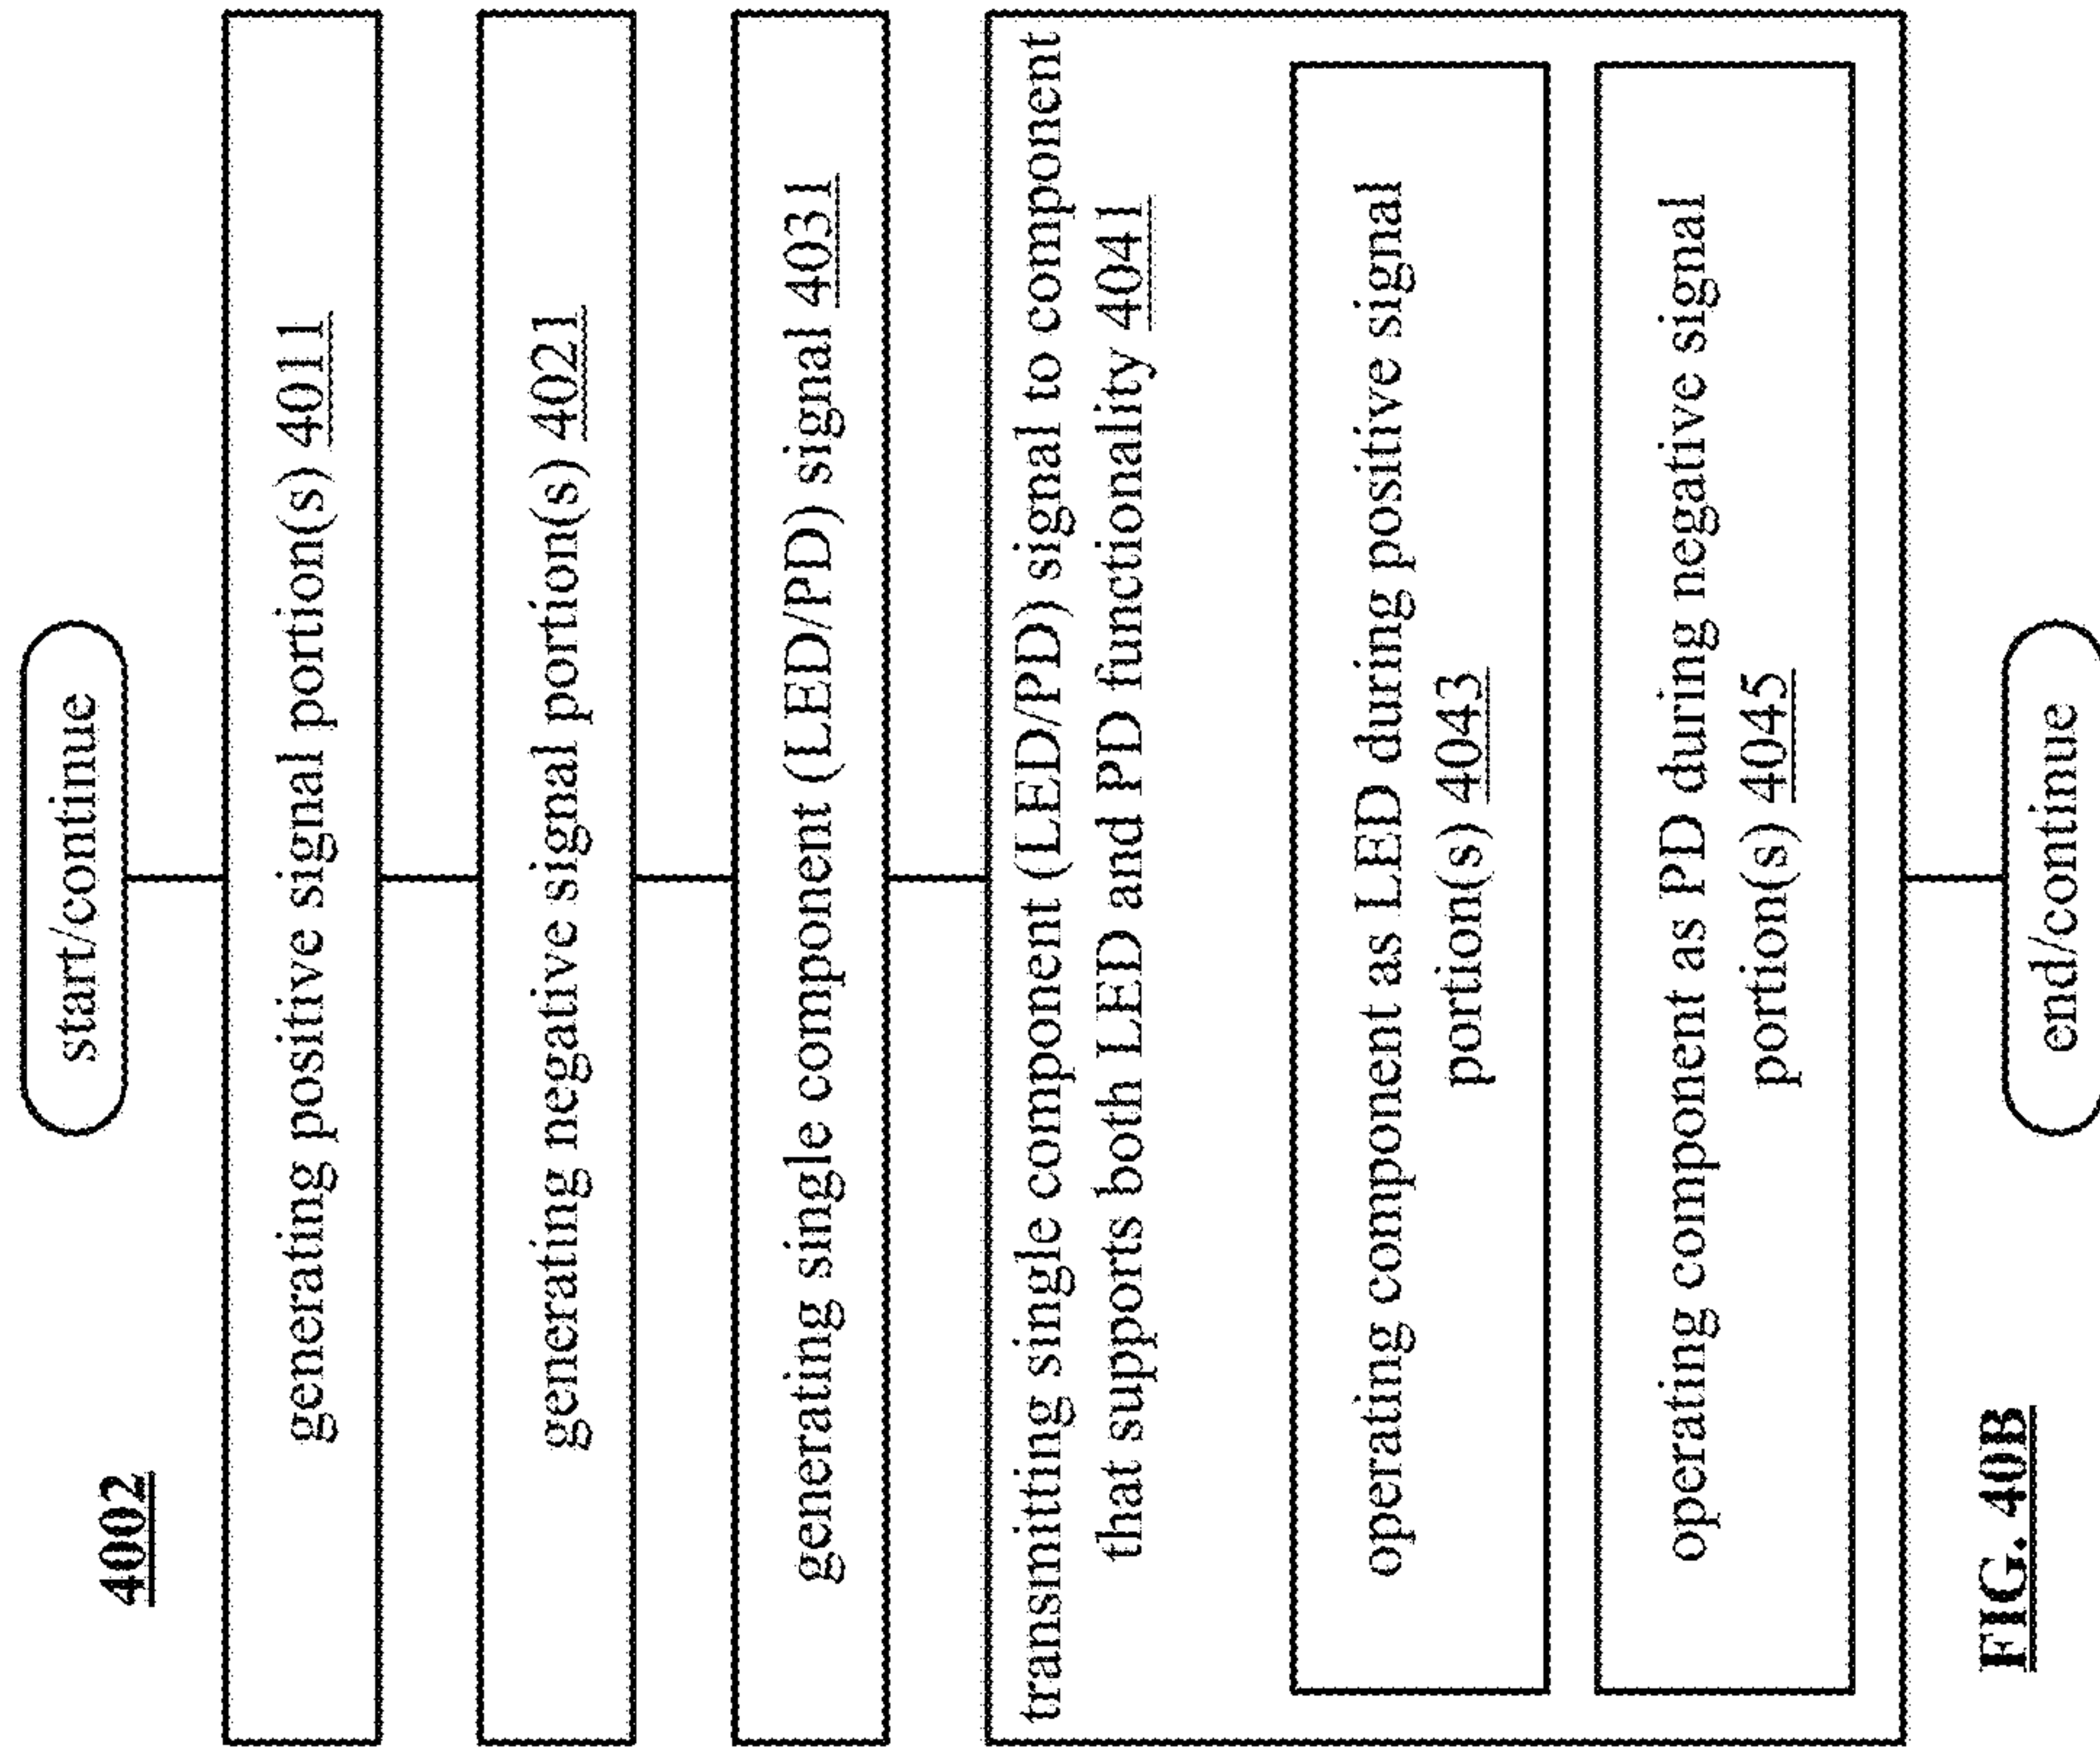 4002
start/continue
generating positive signal portion(s) 4011
generating negative signal portion(s) 4021
generating single component (LED/PD) signal 4031
transmitting single component (LED/PD) signal to component
that supports both LED and PD functionality 4041
operating component as LED during positive signal
portion(s) 4043
operating component as PD during negative signal
portion(s) 4045
end/continue
FIG. 40B